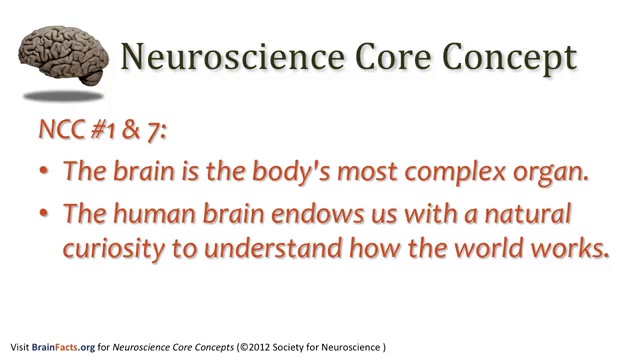 Neuroscience Core Concept
NCC #1 & 7:
• The brain is the body's most complex organ.
• The human brain endows us with a natural
curiosity to understand how the world works.
Visit BrainFacts.org for Neuroscience Core Concepts (©2012 Society for Neuroscience )